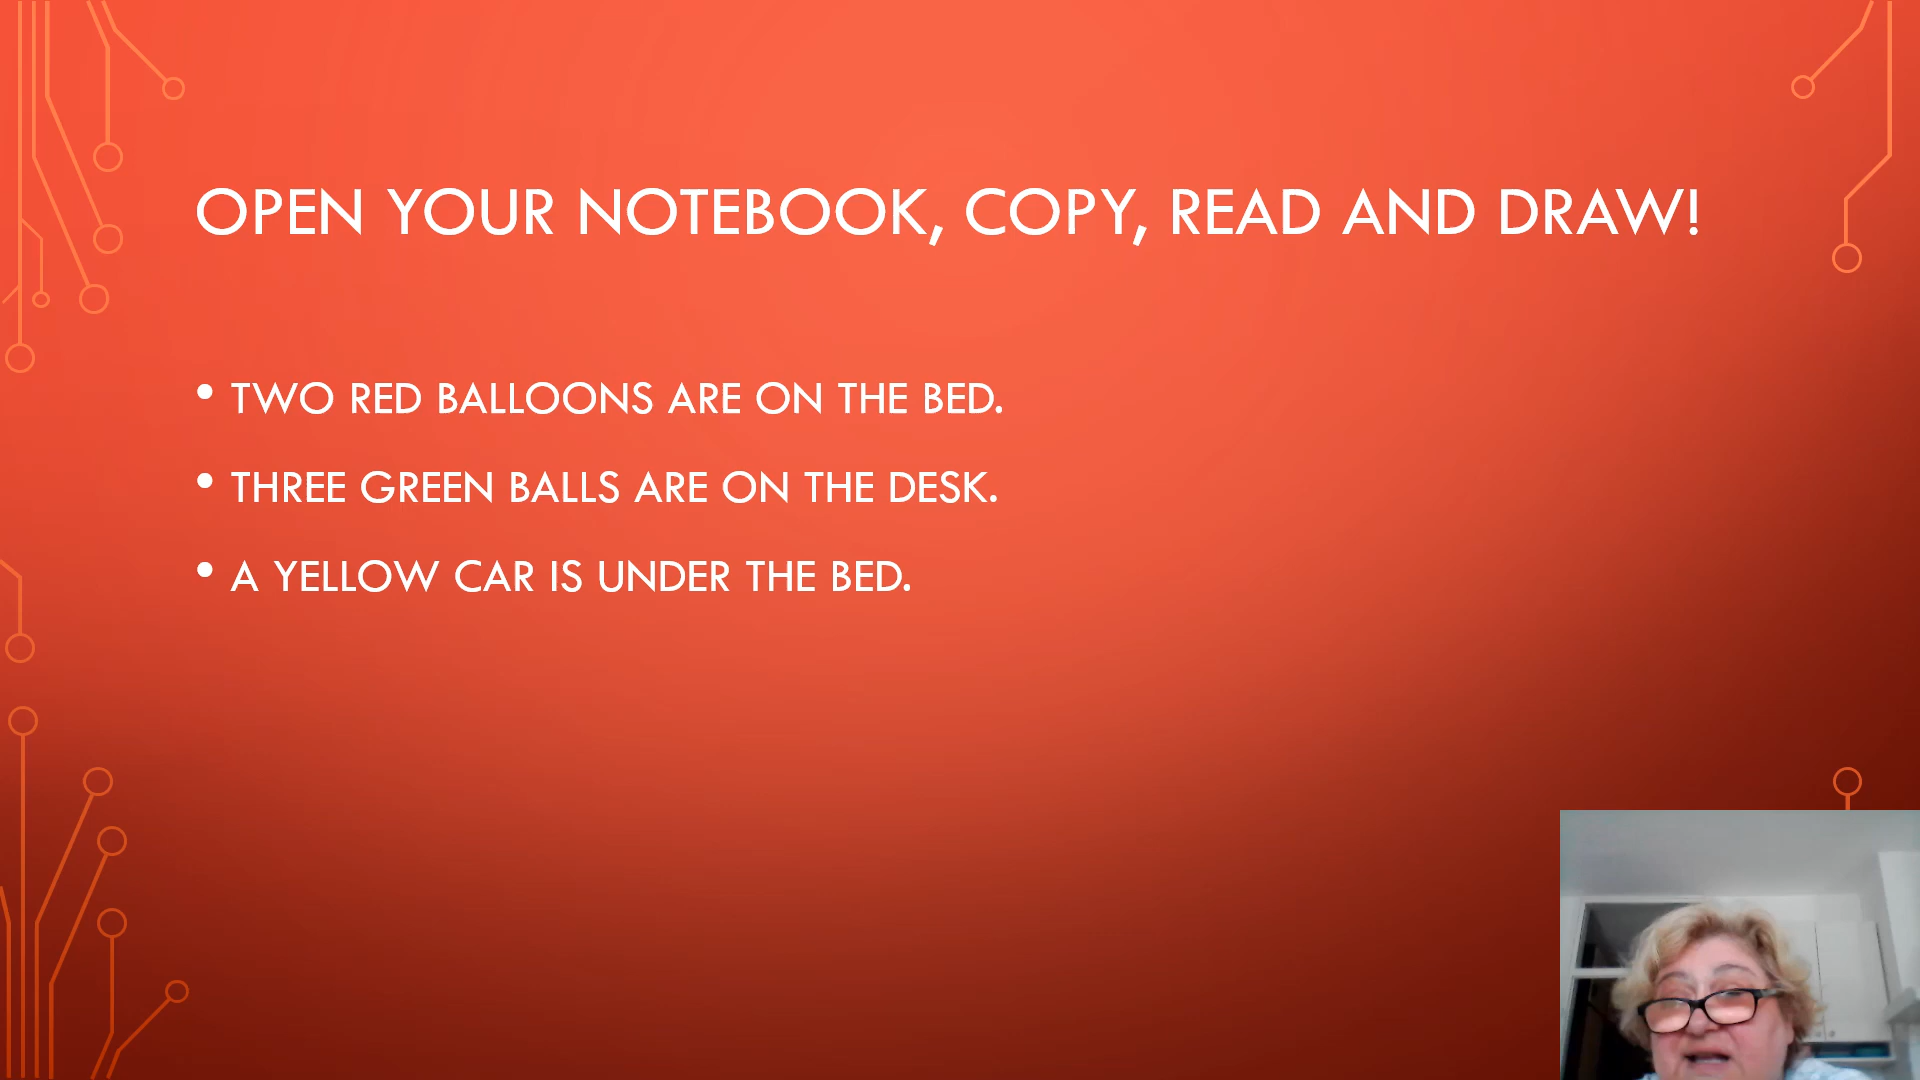 OPEN YOUR NOTEBOOK, COPY, READ AND DRAW!
• TWO RED BALLOONS ARE ON THE BED.
• THREE GREEN BALLS ARE ON THE DESK.
• A YELLOW CAR IS UNDER THE BED.